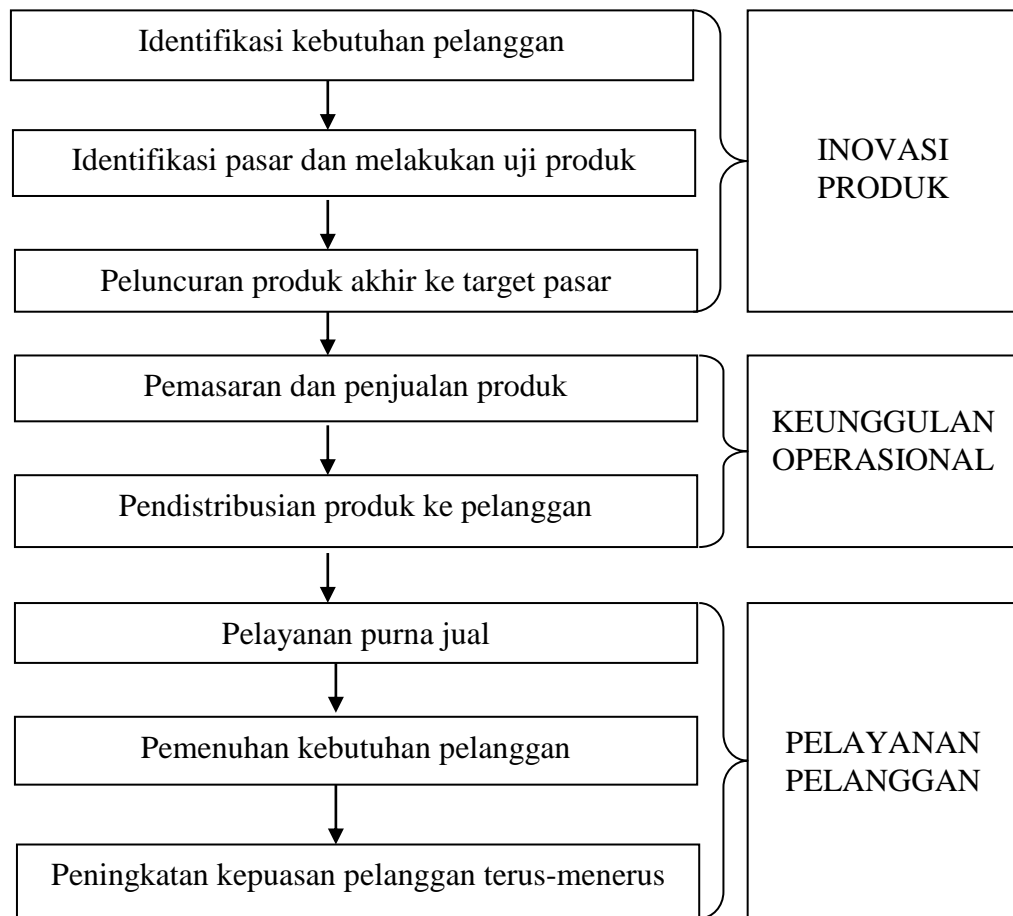 Identifikasi kebutuhan pelanggan
Identifikasi pasar dan melakukan uji produk
Peluncuran produk akhir ke target pasar
INOVASI
PRODUK
Pemasaran dan penjualan produk
Pendistribusian produk ke pelanggan
KEUNGGULAN
OPERASIONAL
Pelayanan purna jual
Pemenuhan kebutuhan pelanggan
Peningkatan kepuasan pelanggan terus-menerus
PELAYANAN
PELANGGAN